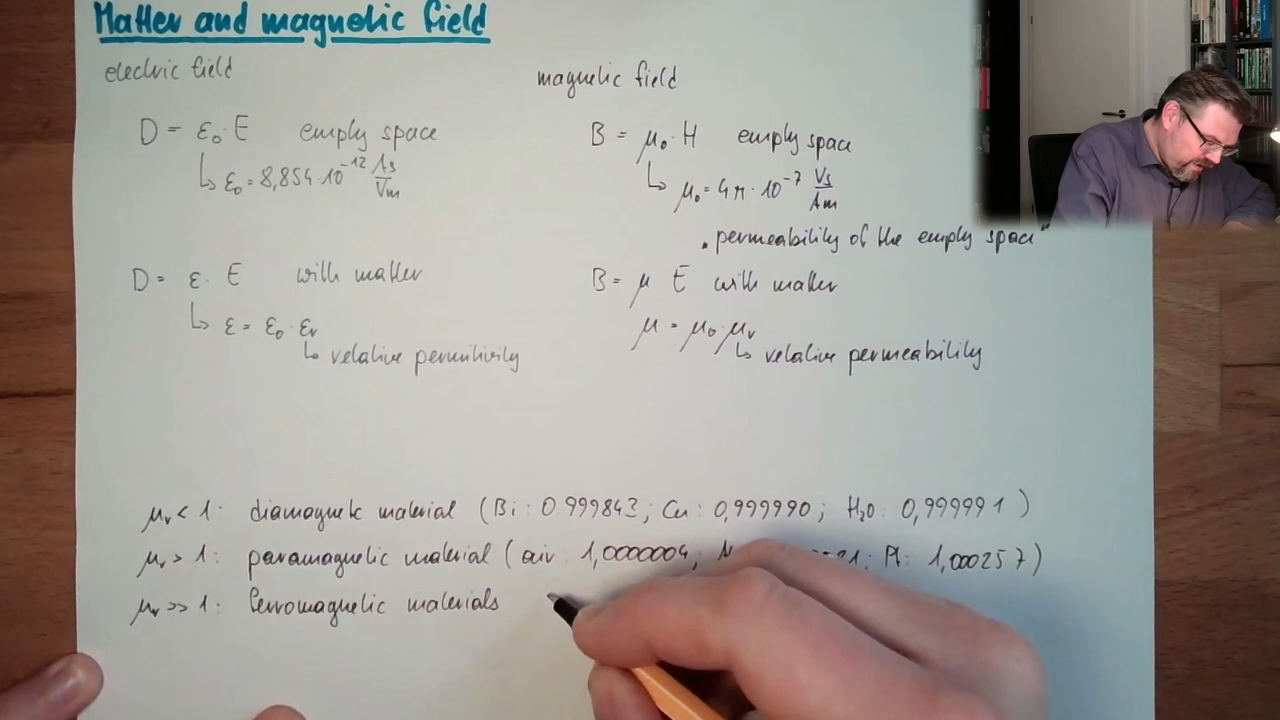 Matter and magnetic field
electric field
magnetic field
D = ε₀·E empty space
↳ ε₀ = 8,854·10⁻¹² As/Vm
B = μ₀·H empty space
↳ μ₀ = 4π·10⁻⁷ Vs/Am
"permeability of the empty space"
D = ε·E with matter
↳ ε = ε₀·εᵣ
↳ relative permitivity
B = μ E with matter
μ = μ₀·μᵣ
↳ relative permeability
μᵣ < 1: diamagnetic material (Bi: 0.999843; Cu: 0,999990; H₂O: 0,999991)
μᵣ > 1: paramagnetic material (air 1,0000004; Pt: 1,000257)
μᵣ >> 1: ferromagnetic materials